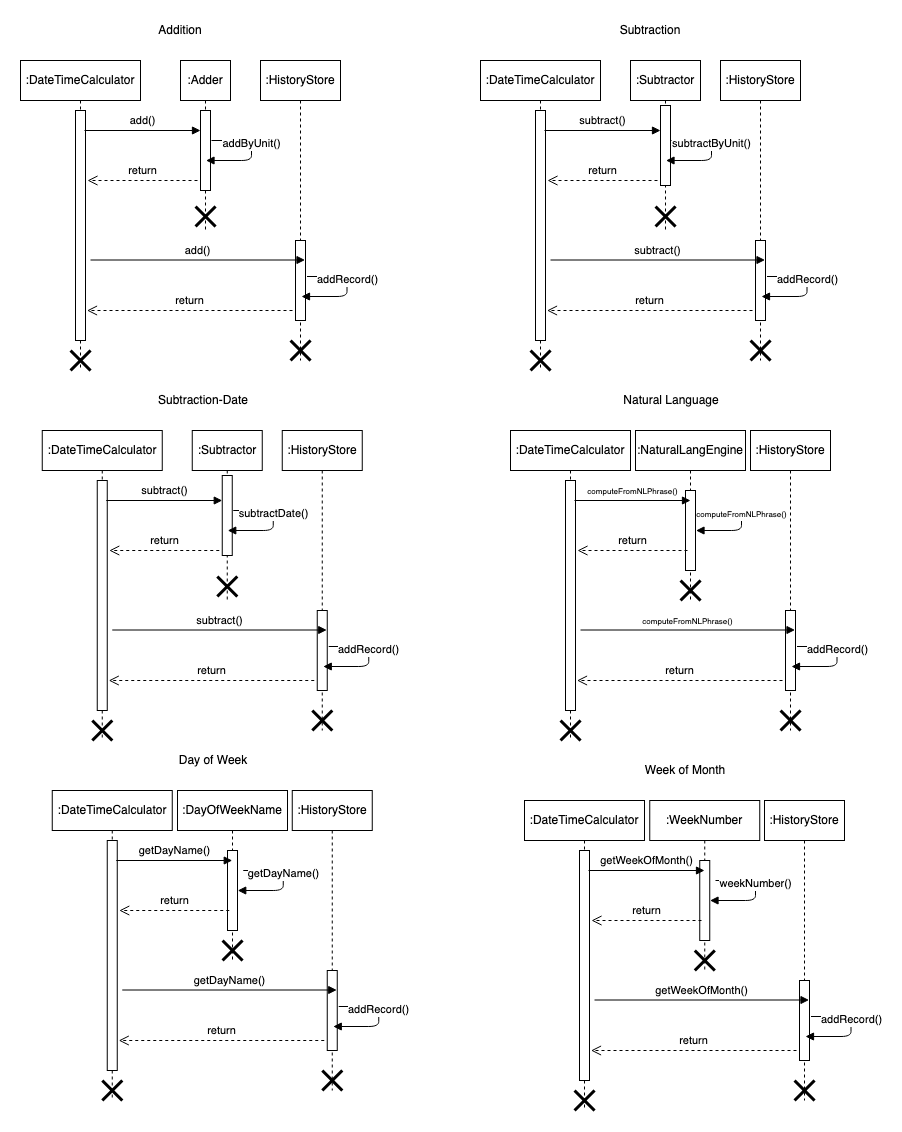 Addition
:DateTimeCalculator
:Adder
:HistoryStore
add()
addByUnit()
return
add()
addRecord()
return
Subtraction
:DateTimeCalculator
:Subtractor
:HistoryStore
subtract()
subtractByUnit()
return
subtract()
addRecord()
return
Subtraction-Date
:DateTimeCalculator
:Subtractor
:HistoryStore
subtract()
subtractDate()
return
subtract()
addRecord()
return
Natural Language
:DateTimeCalculator
:NaturalLangEngine
:HistoryStore
computeFromNLPhrase()
computeFromNLPhrase()
return
computeFromNLPhrase()
addRecord()
return
Day of Week
:DateTimeCalculator
:DayOfWeekName
:HistoryStore
getDayName()
getDayName()
return
getDayName()
addRecord()
return
Week of Month
:DateTimeCalculator
:WeekNumber
:HistoryStore
getWeekOfMonth()
weekNumber()
return
getWeekOfMonth()
addRecord()
return